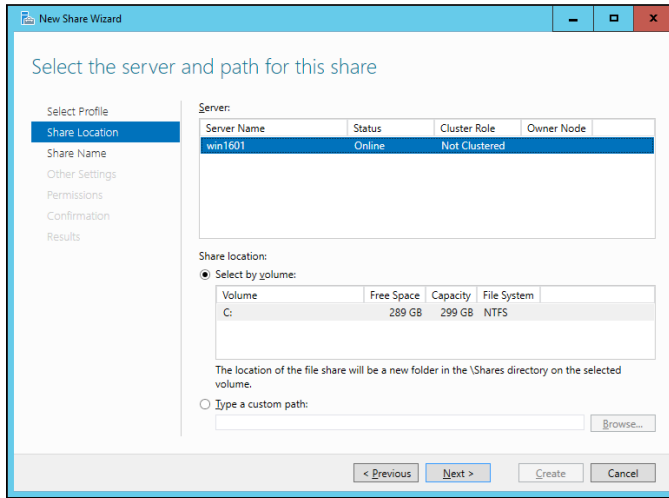 New Share Wizard
Select the server and path for this share
Select Profile
Share Location
Share Name
Other Settings
Permissions
Confirmation
Results
Server:
Server Name Status Cluster Role Owner Node
win1601 Online Not Clustered
Share location:
Select by volume:
Volume Free Space Capacity File System
C: 289 GB 299 GB NTFS
The location of the file share will be a new folder in the \Shares directory on the selected
volume.
Type a custom path:
Browse...
< Previous Next > Create Cancel